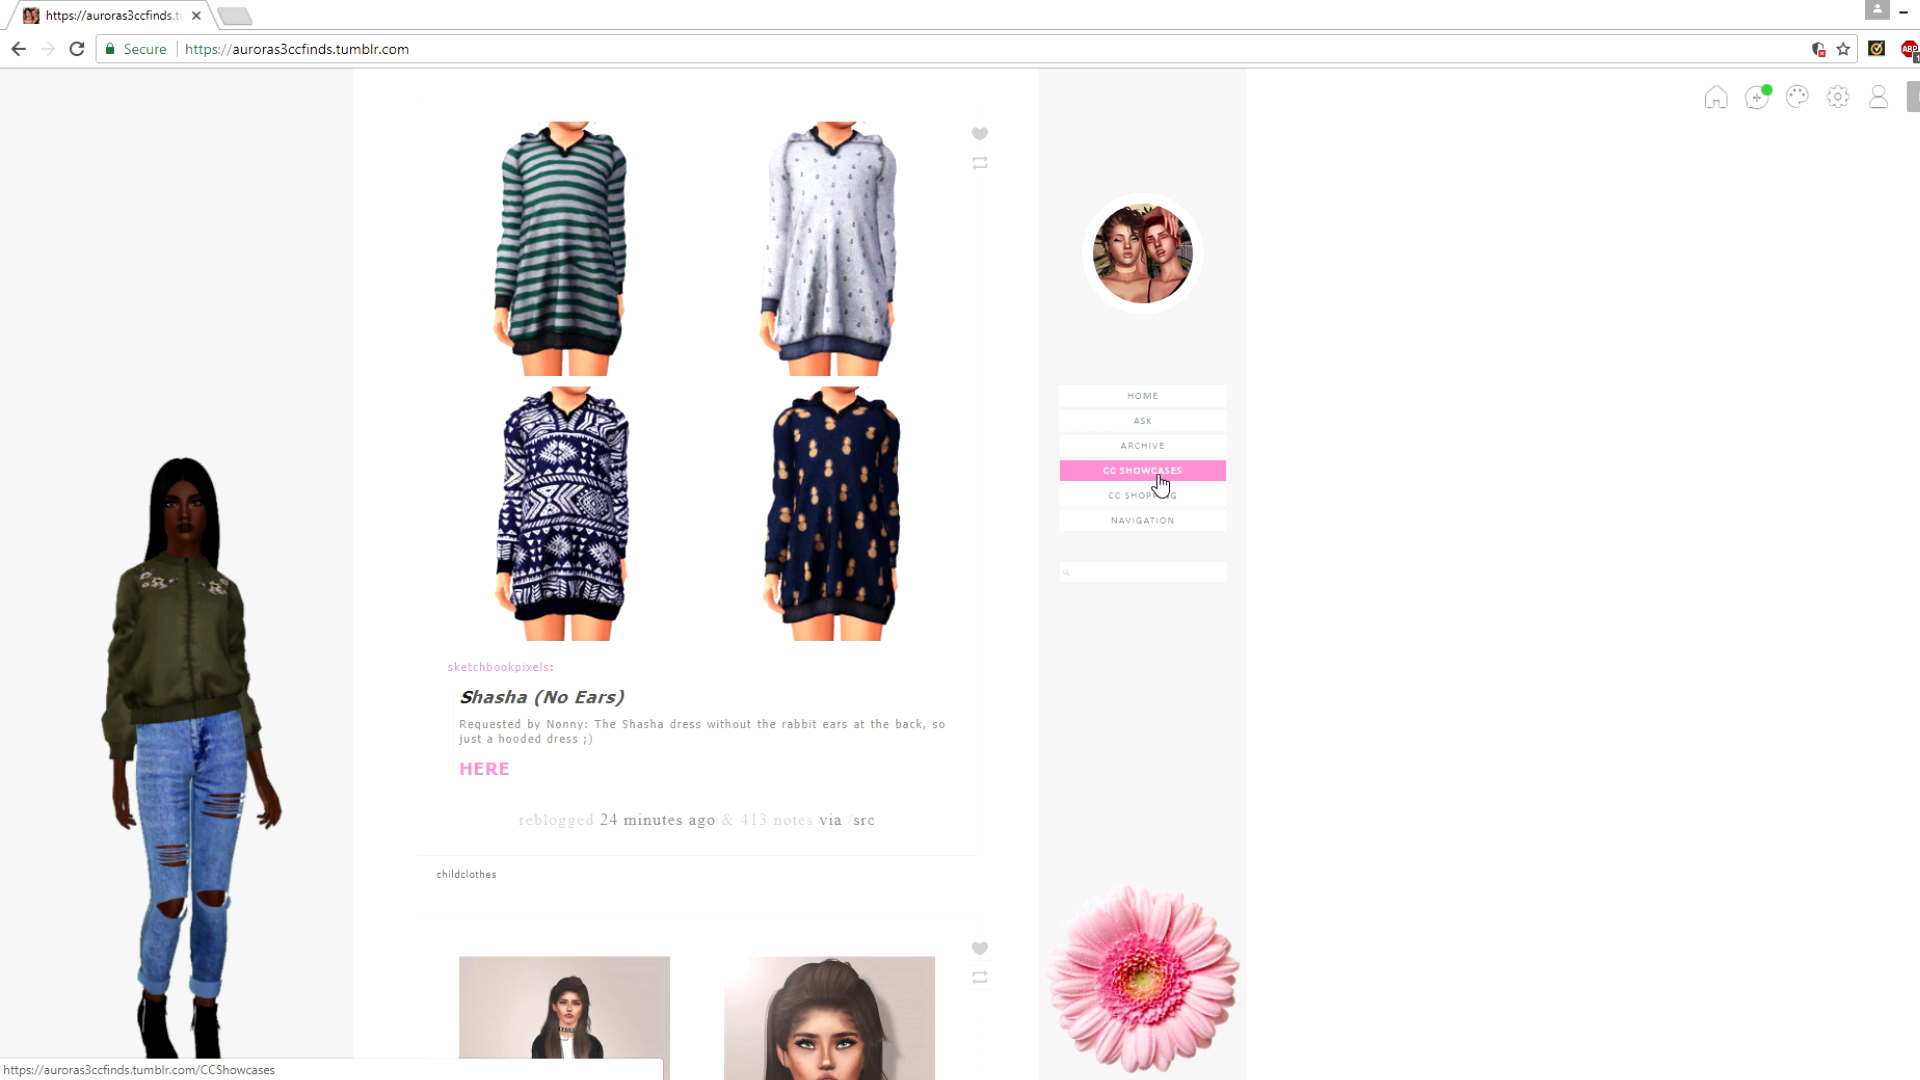 https://auroras3ccfinds.t
Secure
https://auroras3ccfinds.tumblr.com
ABP
HOME
ASK
ARCHIVE
CC SHOWCASES
NAVIGATION
sketchbookpixels:
Shasha (No Ears)
Requested by Nonny: The Shasha dress without the rabbit ears at the back, so
just a hooded dress ;)
HERE
reblogged 24 minutes ago & 413 notes via /src
childclothes
https://auroras3ccfinds.tumblr.com/CCShowcases